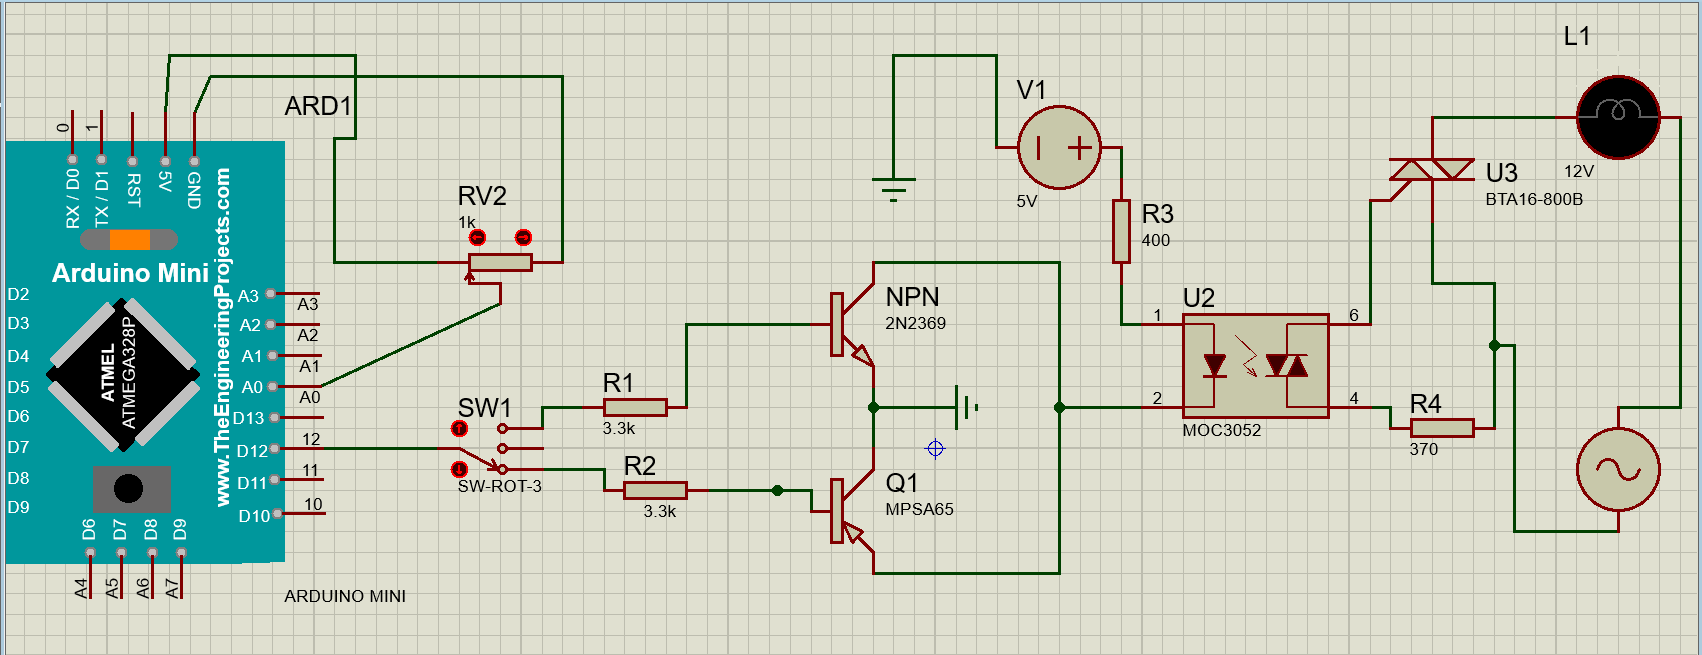 L1
12V
U3
BTA16-800B
V1
5V
R3
400
ARD1
0
1
RX / D0
TX / D1
RST
5V
GND
RV2
1k
Arduino Mini
www.TheEngineeringProjects.com
D2
D3
D4
D5
D6
D7
D8
D9
ATMEL
ATMEGA328P
A3
A3
A2
A2
A1
A1
A0
A0
D13
D12
12
D11
11
D10
10
D6
D7
D8
D9
A4
A5
A6
A7
ARDUINO MINI
SW1
SW-ROT-3
R1
3.3k
R2
3.3k
NPN
2N2369
Q1
MPSA65
U2
1
6
2
4
MOC3052
R4
370